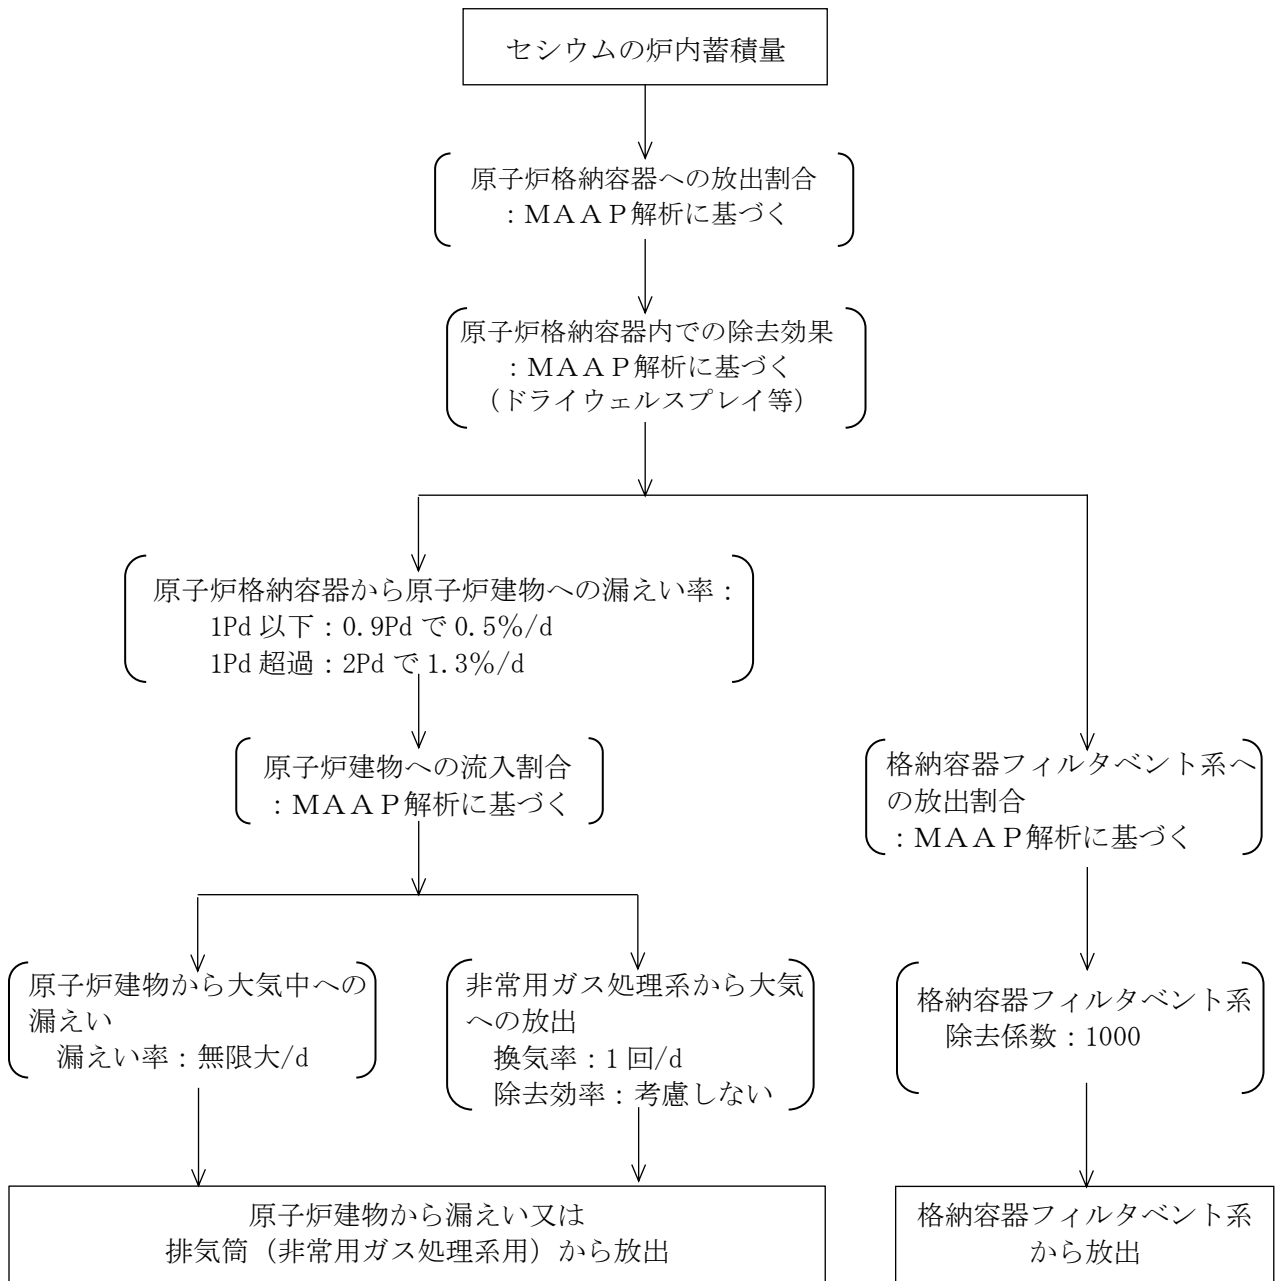 セシウムの炉内蓄積量
原子炉格納容器への放出割合
：ＭＡＡＰ解析に基づく
原子炉格納容器内での除去効果
：ＭＡＡＰ解析に基づく
（ドライウェルスプレイ等）
原子炉格納容器から原子炉建物への漏えい率：
1Pd 以下：0.9Pd で 0.5%/d
1Pd 超過：2Pd で 1.3%/d
原子炉建物への流入割合
：ＭＡＡＰ解析に基づく
格納容器フィルタベント系へ
の放出割合
：ＭＡＡＰ解析に基づく
原子炉建物から大気中への
漏えい
漏えい率：無限大/d
非常用ガス処理系から大気
への放出
換気率：1 回/d
除去効率：考慮しない
格納容器フィルタベント系
除去係数：1000
原子炉建物から漏えい又は
排気筒（非常用ガス処理系用）から放出
格納容器フィルタベント系
から放出